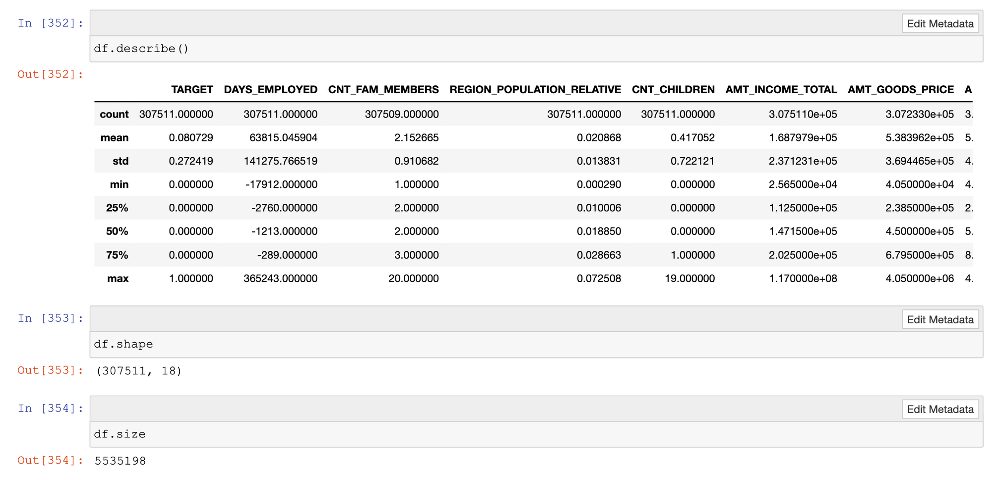 In [352]:
Edit Metadata
df.describe()
Out[352]:
TARGET DAYS_EMPLOYED CNT_FAM_MEMBERS REGION_POPULATION_RELATIVE CNT_CHILDREN AMT_INCOME_TOTAL AMT_GOODS_PRICE A
count 307511.000000 307511.000000 307509.000000 307511.000000 307511.000000 3.075110e+05 3.072330e+05 3.
mean 0.080729 63815.045904 2.152665 0.020868 0.417052 1.687979e+05 5.383962e+05 5.
std 0.272419 141275.766519 0.910682 0.013831 0.722121 2.371231e+05 3.694465e+05 4.
min 0.000000 -17912.000000 1.000000 0.000290 0.000000 2.565000e+04 4.050000e+04 4.
25% 0.000000 -2760.000000 2.000000 0.010006 0.000000 1.125000e+05 2.385000e+05 2.
50% 0.000000 -1213.000000 2.000000 0.018850 0.000000 1.471500e+05 4.500000e+05 5.
75% 0.000000 -289.000000 3.000000 0.028663 1.000000 2.025000e+05 6.795000e+05 8.
max 1.000000 365243.000000 20.000000 0.072508 19.000000 1.170000e+08 4.050000e+06 4.
In [353]:
Edit Metadata
df.shape
Out[353]: (307511, 18)
In [354]:
Edit Metadata
df.size
Out[354]: 5535198